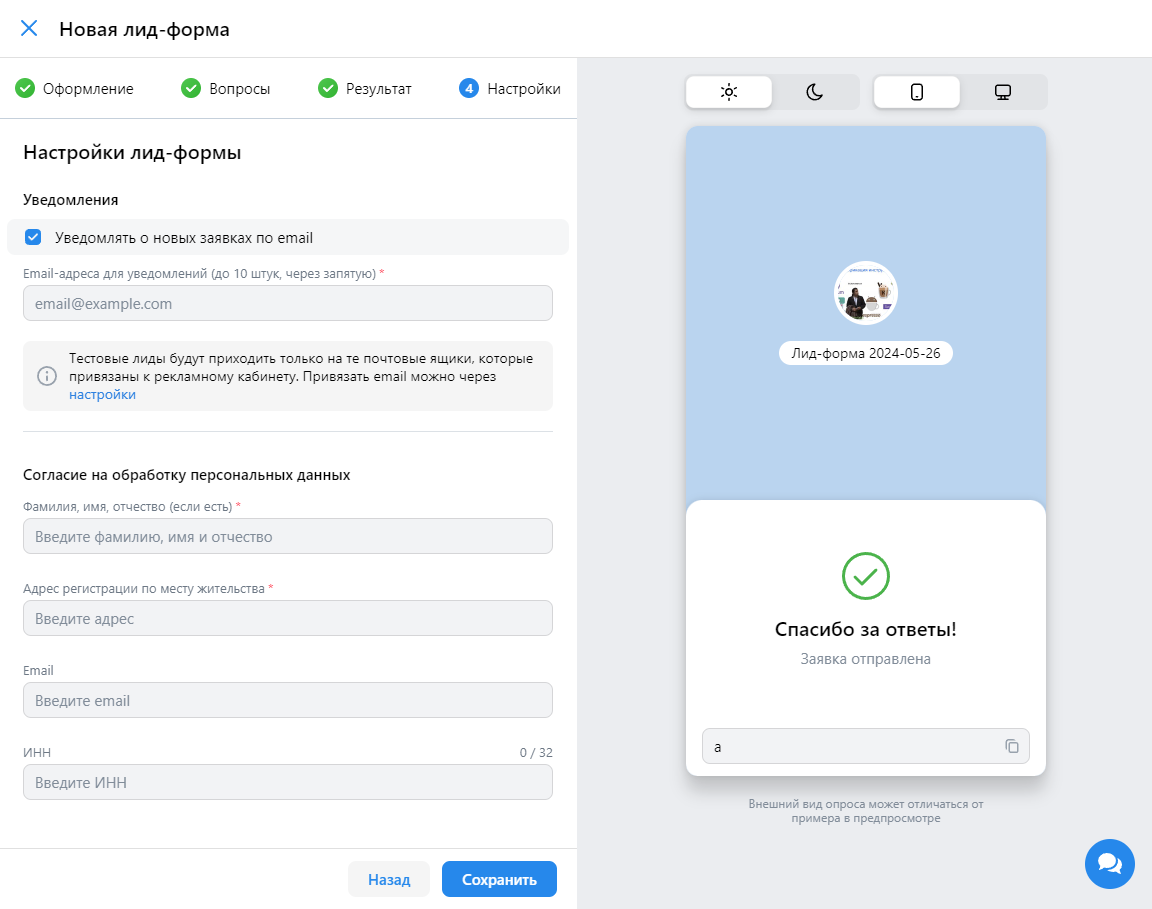 Новая лид-форма
Оформление
Вопросы
Результат
4 Настройки
Настройки лид-формы
Уведомления
Уведомлять о новых заявках по email
Email-адреса для уведомлений (до 10 штук, через запятую) *
email@example.com
Тестовые лиды будут приходить только на те почтовые ящики, которые
привязаны к рекламному кабинету. Привязать email можно через
настройки
Согласие на обработку персональных данных
Фамилия, имя, отчество (если есть) *
Введите фамилию, имя и отчество
Адрес регистрации по месту жительства *
Введите адрес
Email
Введите email
ИНН
0 / 32
Введите ИНН
Назад
Сохранить
Лид-форма 2024-05-26
Спасибо за ответы!
Заявка отправлена
а
Внешний вид опроса может отличаться от
примера в предпросмотре